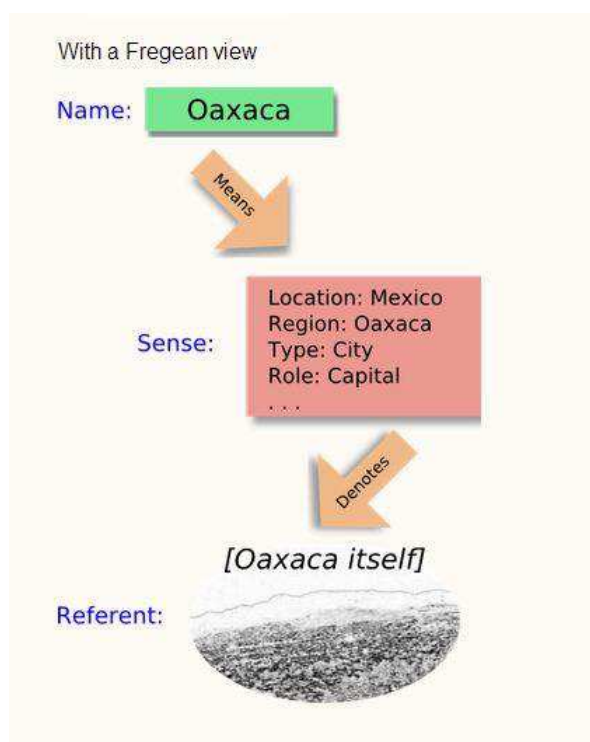 With a Fregean view
Name: Oaxaca
Means
Location: Mexico
Region: Oaxaca
Sense:
Type: City
Role: Capital
. . .
Denotes
[Oaxaca itself]
Referent: